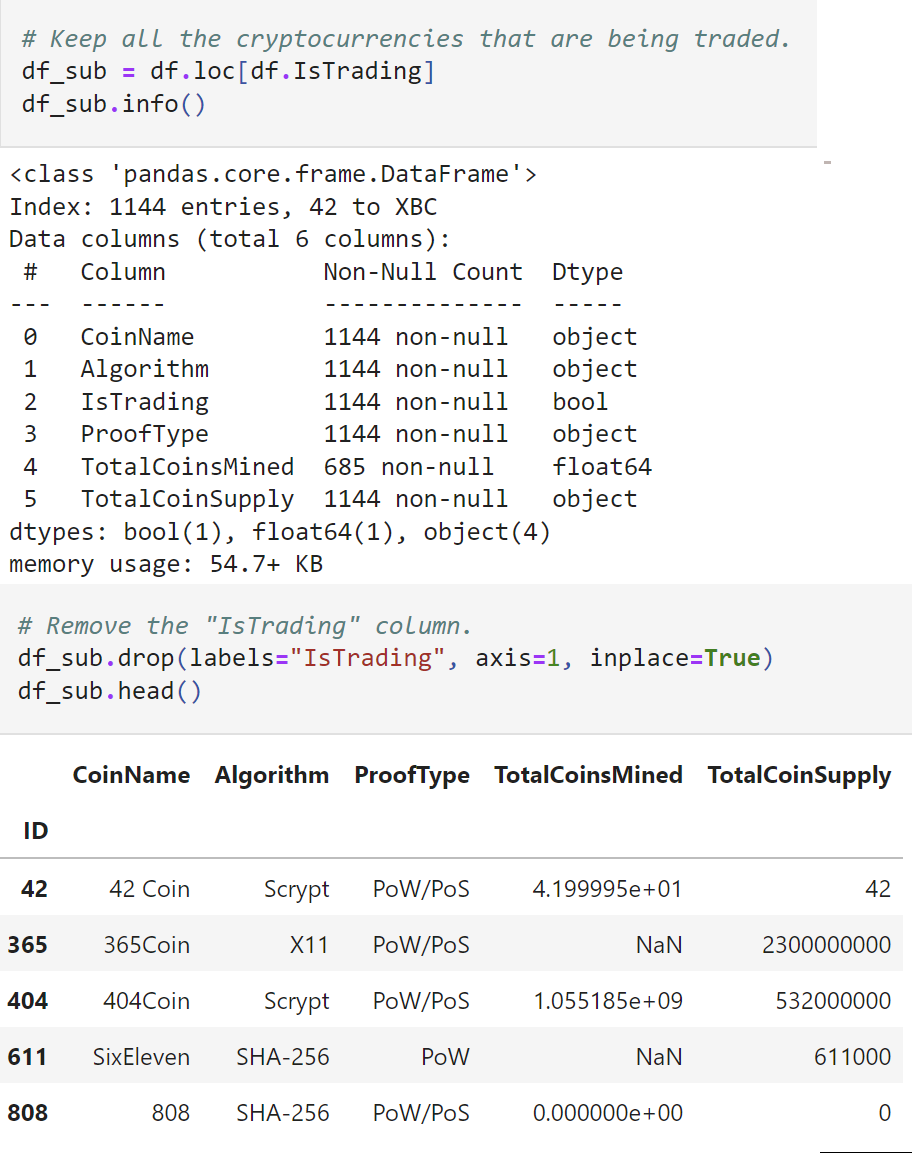 # Keep all the cryptocurrencies that are being traded.
df_sub = df.loc[df.IsTrading]
df_sub.info()
<class 'pandas.core.frame.DataFrame'>
Index: 1144 entries, 42 to XBC
Data columns (total 6 columns):
 #   Column           Non-Null Count  Dtype
---  ------           --------------  -----
 0   CoinName         1144 non-null   object
 1   Algorithm        1144 non-null   object
 2   IsTrading        1144 non-null   bool
 3   ProofType        1144 non-null   object
 4   TotalCoinsMined  685 non-null    float64
 5   TotalCoinSupply  1144 non-null   object
dtypes: bool(1), float64(1), object(4)
memory usage: 54.7+ KB
# Remove the "IsTrading" column.
df_sub.drop(labels="IsTrading", axis=1, inplace=True)
df_sub.head()
CoinName Algorithm ProofType TotalCoinsMined TotalCoinSupply
ID
42 42 Coin Scrypt PoW/PoS 4.199995e+01 42
365 365Coin X11 PoW/PoS NaN 2300000000
404 404Coin Scrypt PoW/PoS 1.055185e+09 532000000
611 SixEleven SHA-256 PoW NaN 611000
808 808 SHA-256 PoW/PoS 0.000000e+00 0